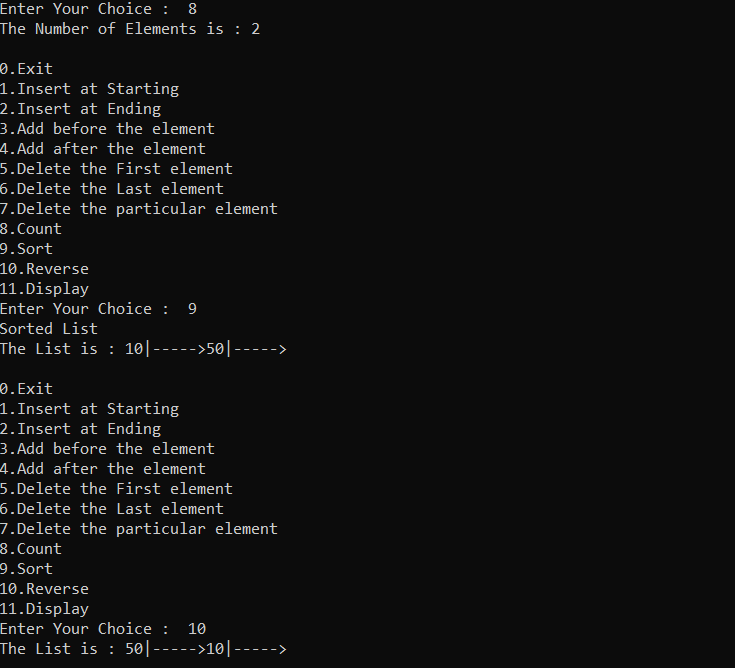 Enter Your Choice :  8
The Number of Elements is : 2
0.Exit
1.Insert at Starting
2.Insert at Ending
3.Add before the element
4.Add after the element
5.Delete the First element
6.Delete the Last element
7.Delete the particular element
8.Count
9.Sort
10.Reverse
11.Display
Enter Your Choice :  9
Sorted List
The List is : 10|----->50|----->
0.Exit
1.Insert at Starting
2.Insert at Ending
3.Add before the element
4.Add after the element
5.Delete the First element
6.Delete the Last element
7.Delete the particular element
8.Count
9.Sort
10.Reverse
11.Display
Enter Your Choice :  10
The List is : 50|----->10|----->